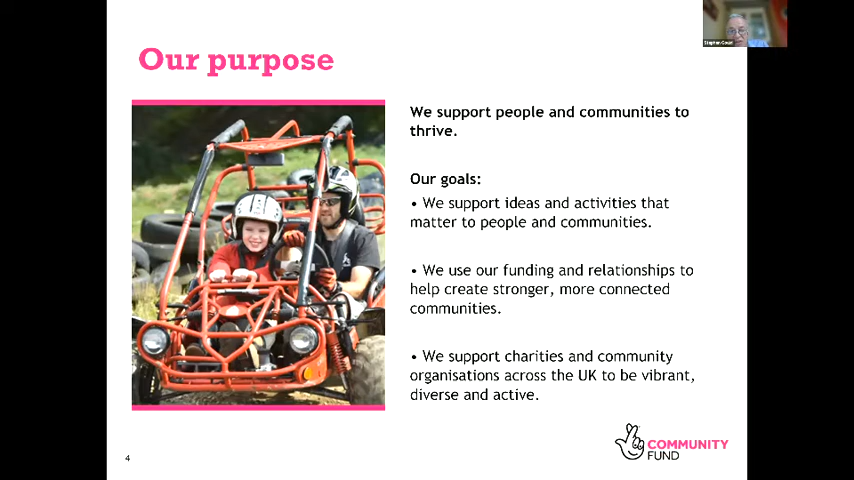 Stephen Court
Our purpose
We support people and communities to
thrive.
Our goals:
• We support ideas and activities that
matter to people and communities.
• We use our funding and relationships to
help create stronger, more connected
communities.
• We support charities and community
organisations across the UK to be vibrant,
diverse and active.
COMMUNITY
FUND
4